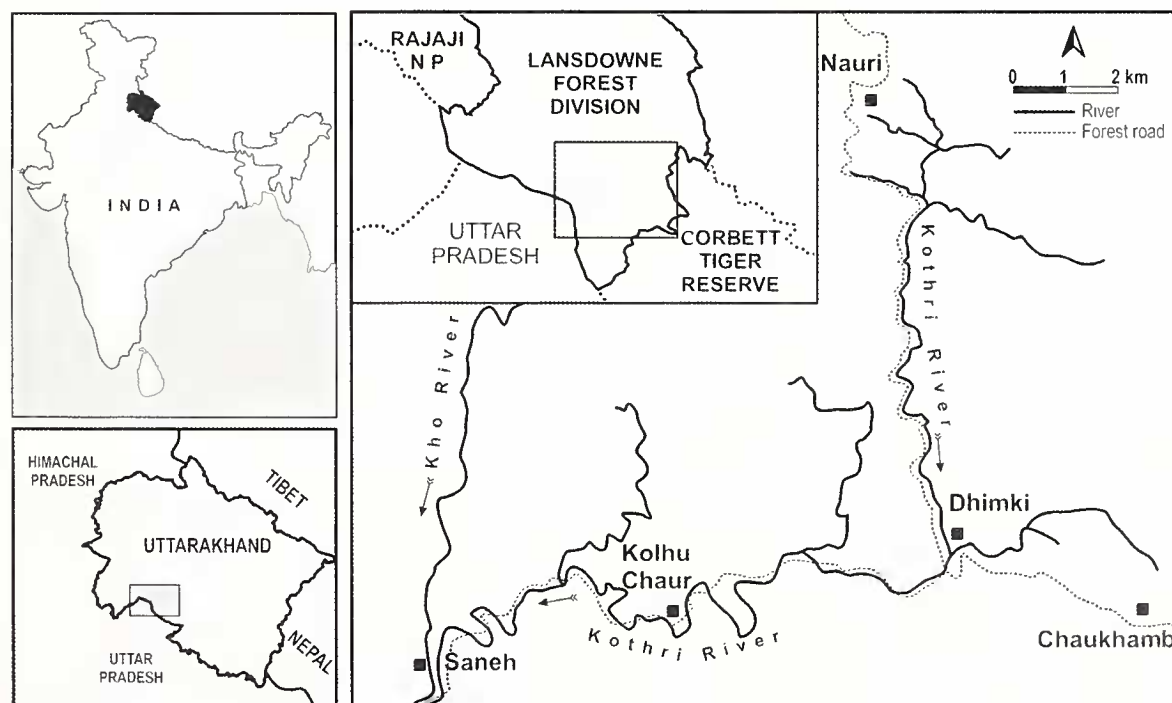 INDIA
HIMACHAL
PRADESH
TIBET
UTTARAKHAND
NEPAL
UTTAR
PRADESH
RAJAJI
N P
LANSDOWNE
FOREST
DIVISION
UTTAR
PRADESH
CORBETT
TIGER
RESERVE
Nauri
0 1 2 km
River
Forest road
Kothri River
Kho River
Dhimki
Kolhu
Chaur
Kothri River
Chaukhamb
Saneh